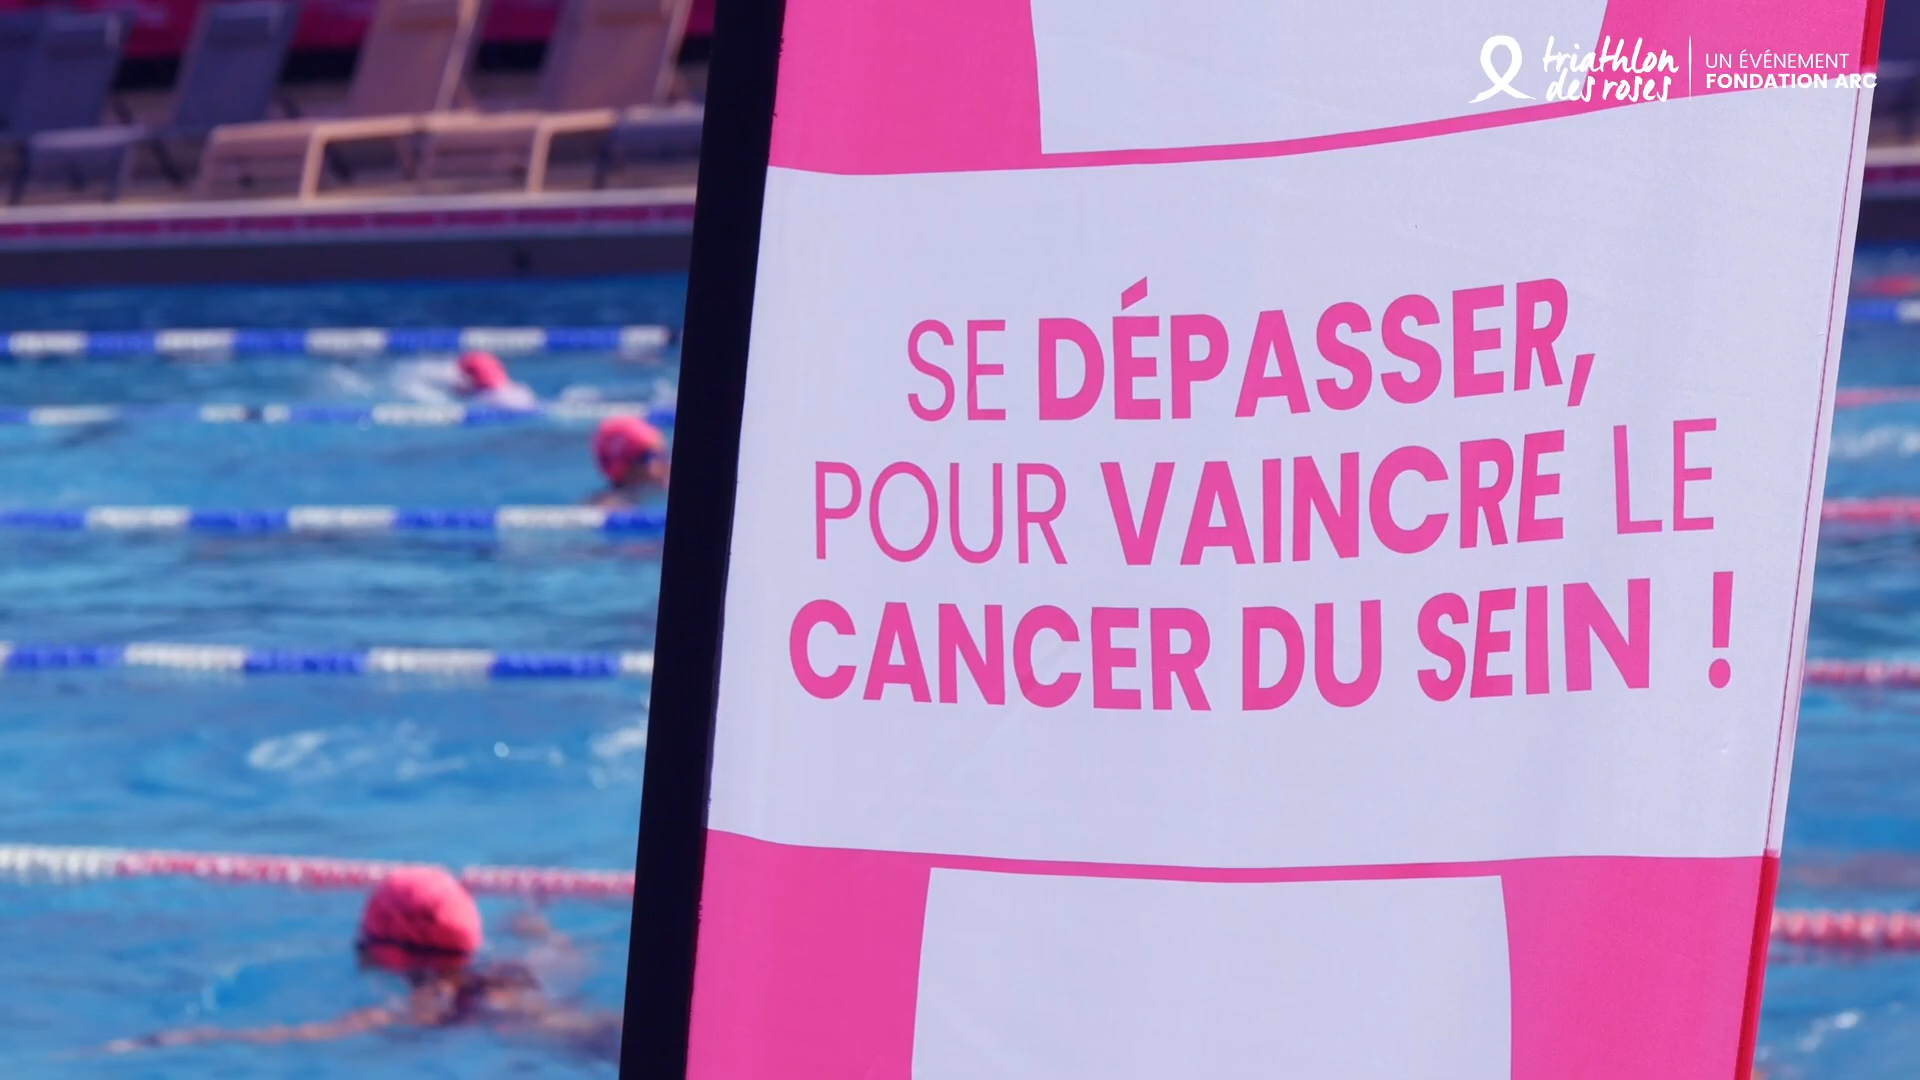 triathlon
des roses
UN ÉVÉNEMENT
FONDATION ARC
SE DÉPASSER,
POUR VAINCRE LE
CANCER DU SEIN !